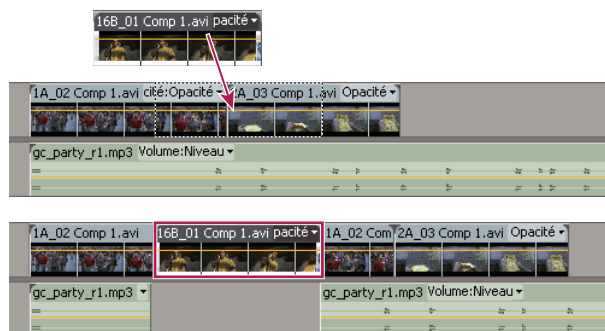 16B_01 Comp 1.avi pacité
1A_02 Comp 1.avi cité:Opacité
2A_03 Comp 1.avi Opacité
gc_party_r1.mp3 Volume:Niveau
1A_02 Comp 1.avi
16B_01 Comp 1.avi pacité
1A_02 Com
2A_03 Comp 1.avi Opacité
gc_party_r1.mp3
gc_party_r1.mp3 Volume:Niveau